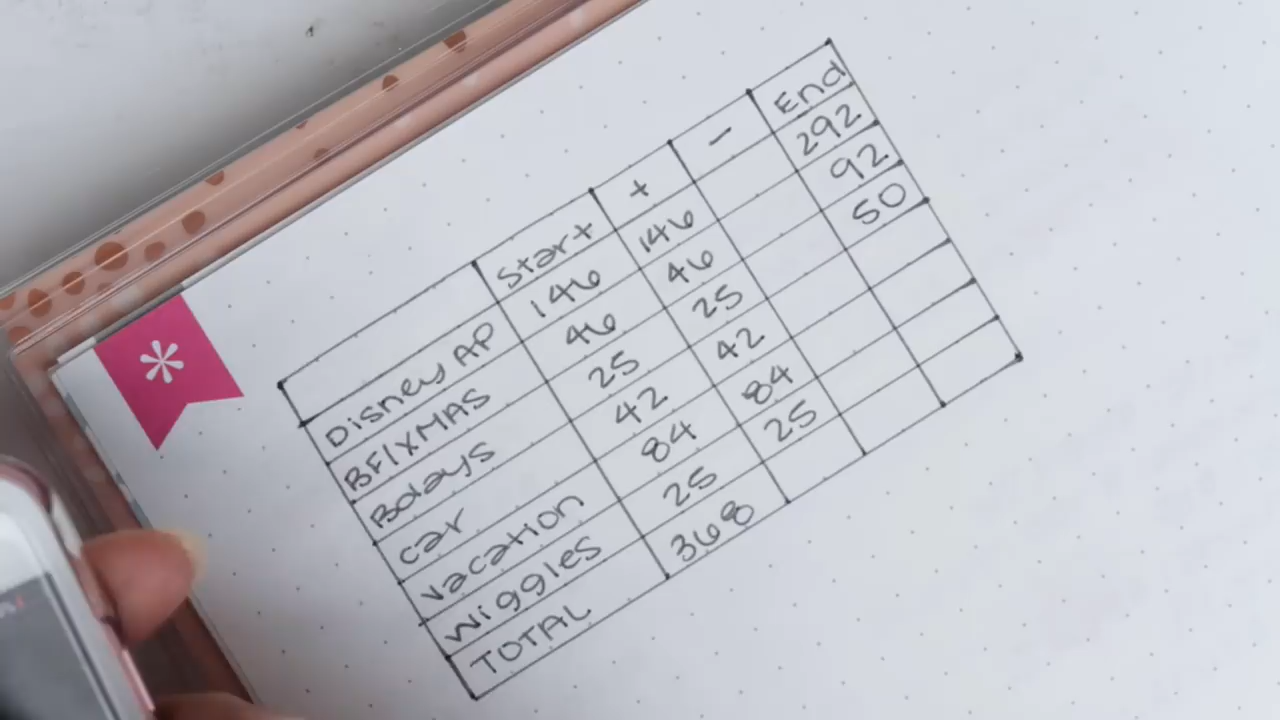 Start + - End
Disney AP 146 146 292
BF/XMAS 46 46 92
Bdays 25 25 50
car 42 42
vacation 84 84
wiggles 25 25
TOTAL 368